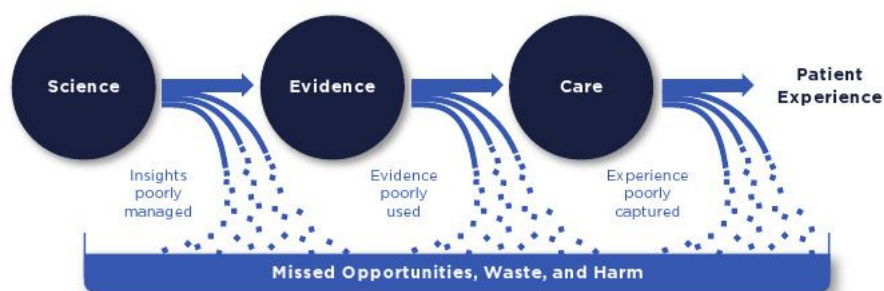 Science
Evidence
Care
Patient
Experience
Insights
poorly
managed
Evidence
poorly
used
Experience
poorly
captured
Missed Opportunities, Waste, and Harm